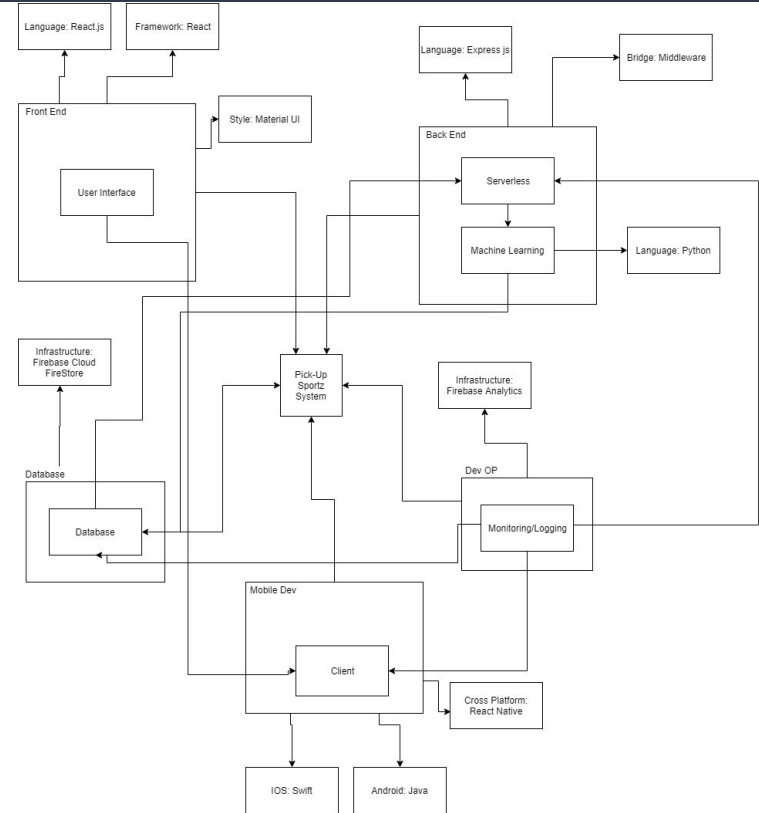 Language: React.js
Framework: React
Language: Express js
Bridge: Middleware
Front End
Style: Material UI
Back End
User Interface
Serverless
Machine Learning
Language: Python
Infrastructure:
Firebase Cloud
FireStore
Pick-Up
Sportz
System
Infrastructure:
Firebase Analytics
Database
Dev OP
Database
Monitoring/Logging
Mobile Dev
Client
Cross Platform:
React Native
IOS: Swift
Android: Java